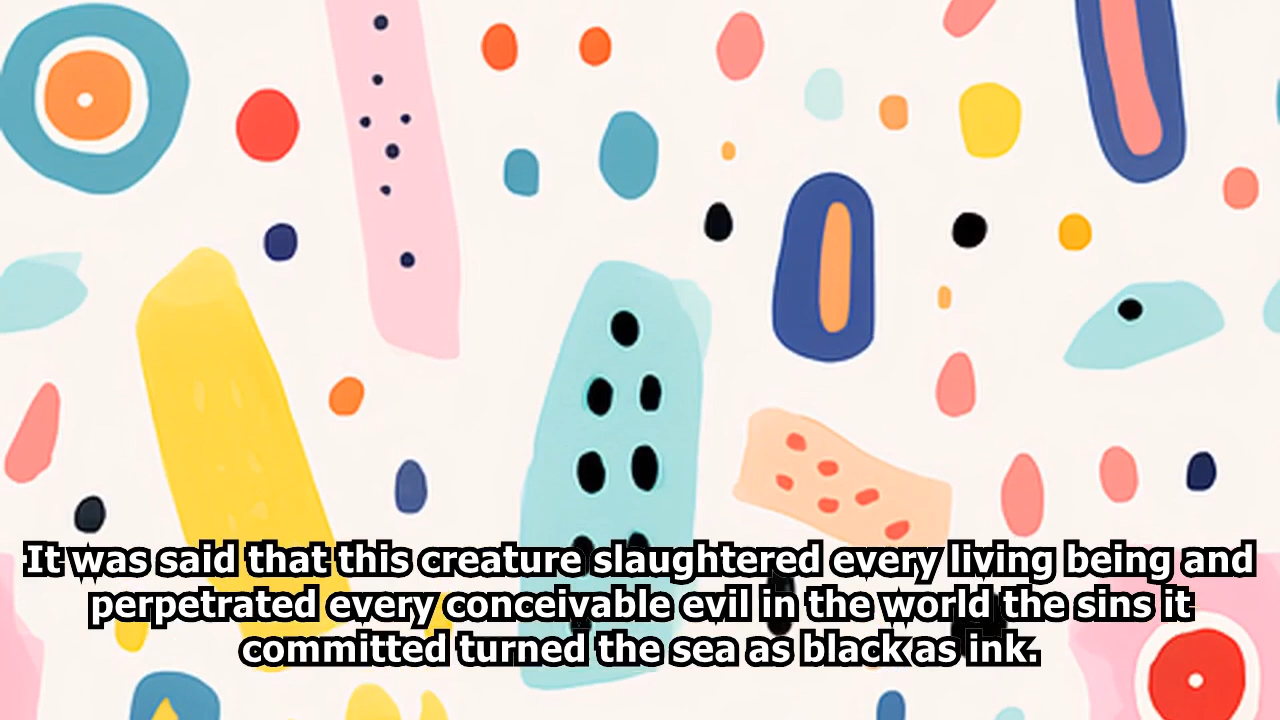 It was said that this creature slaughtered every living being and
perpetrated every conceivable evil in the world the sins it
committed turned the sea as black as ink.